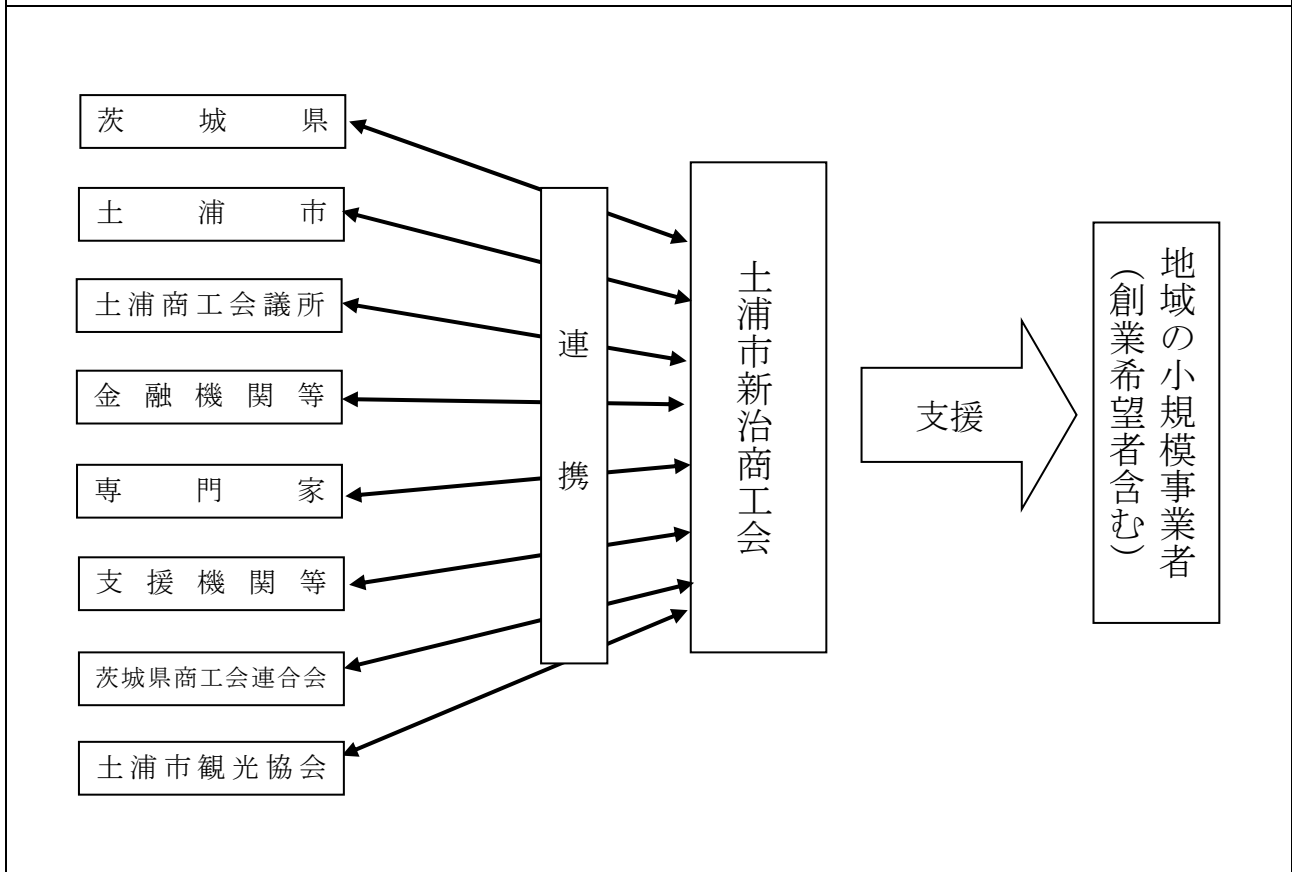 茨城県
土浦市
土浦商工会議所
金融機関等
専門家
支援機関等
茨城県商工会連合会
土浦市観光協会
連携
土浦市新治商工会
支援
地域の小規模事業者
（創業希望者含む）